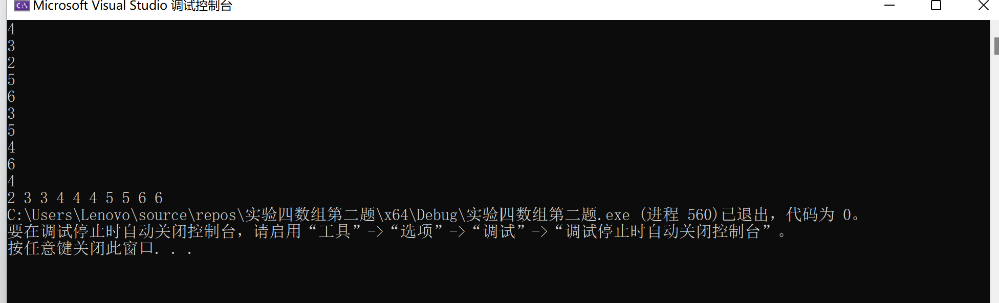 Microsoft Visual Studio 调试控制台
4
3
2
5
6
3
5
4
6
4
2 3 3 4 4 4 5 5 6 6
C:\Users\Lenovo\source\repos\实验四数组第二题\x64\Debug\实验四数组第二题.exe (进程 560)已退出，代码为 0。
要在调试停止时自动关闭控制台，请启用“工具”->“选项”->“调试”->“调试停止时自动关闭控制台”。
按任意键关闭此窗口. . .